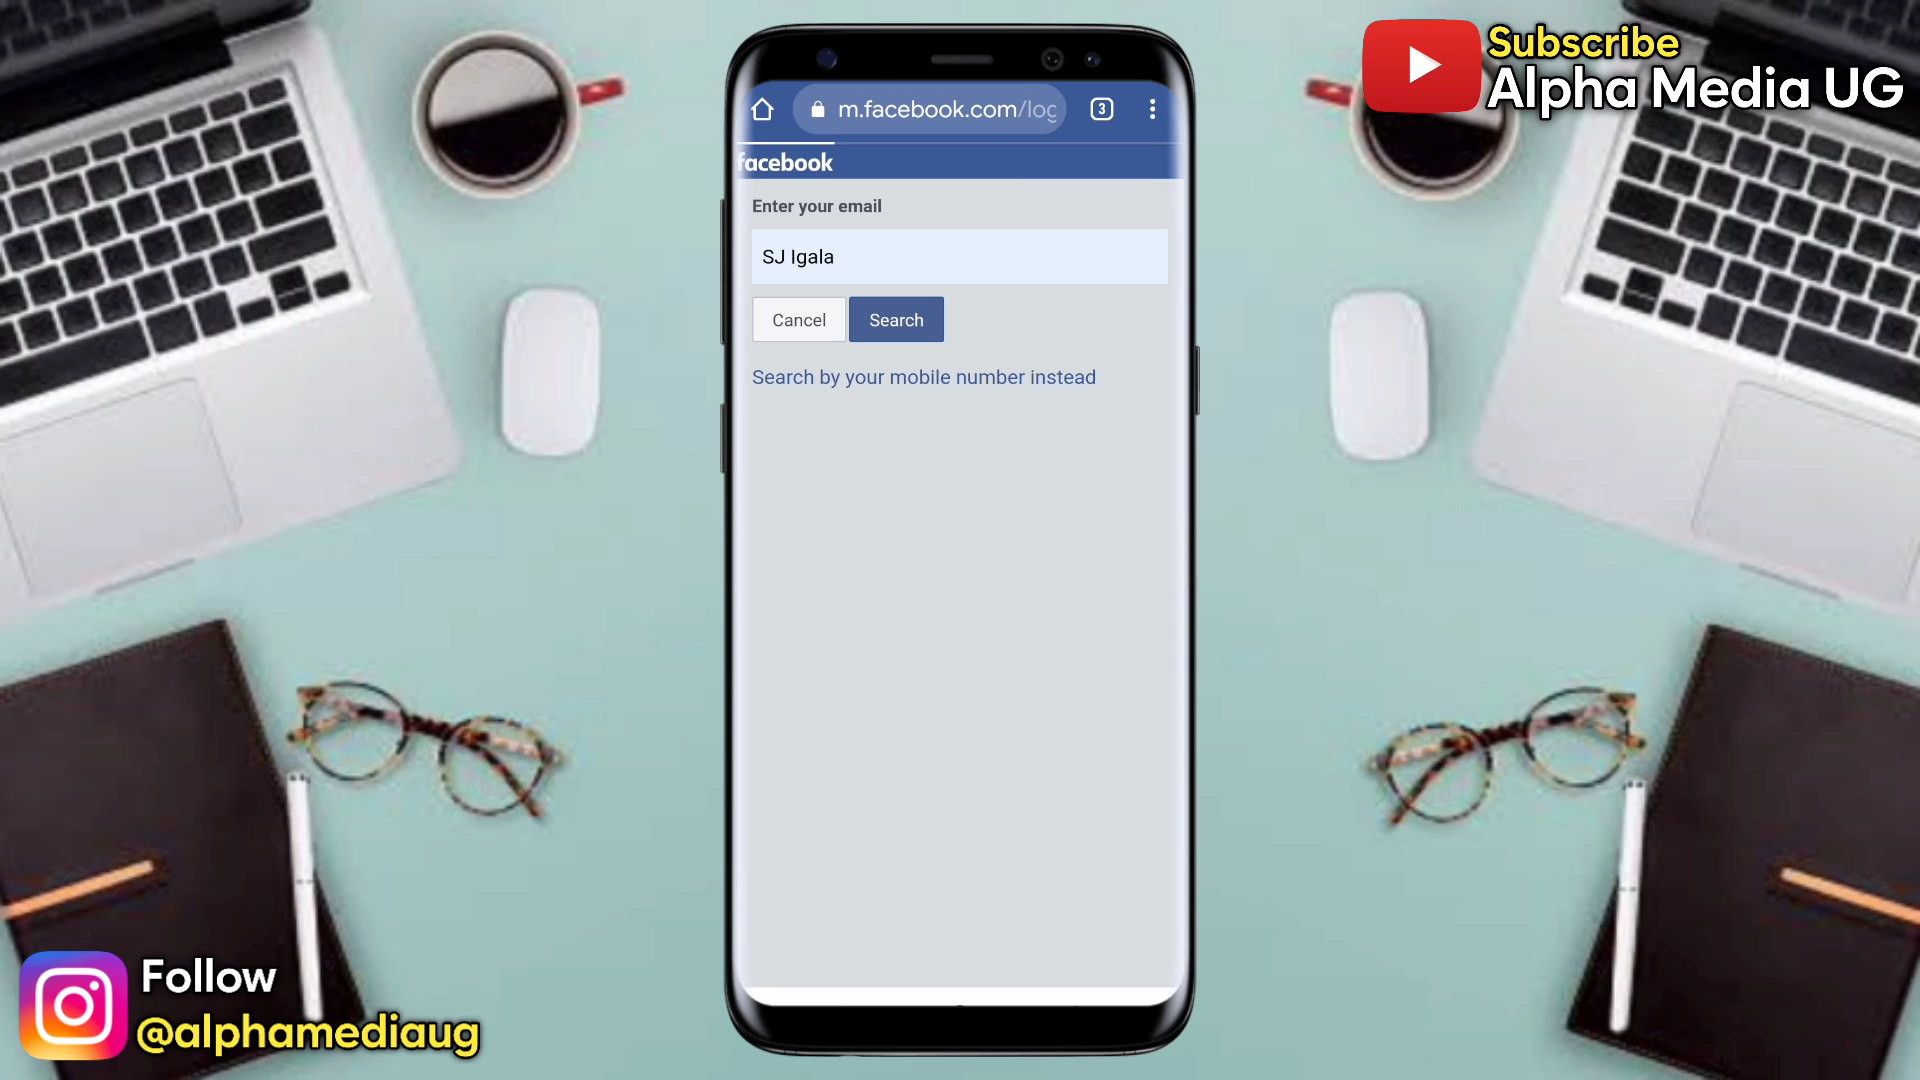 Subscribe
Alpha Media UG
3
m.facebook.com/log
facebook
Enter your email
SJ Igala
Cancel
Search
Search by your mobile number instead
Follow
@alphamediaug